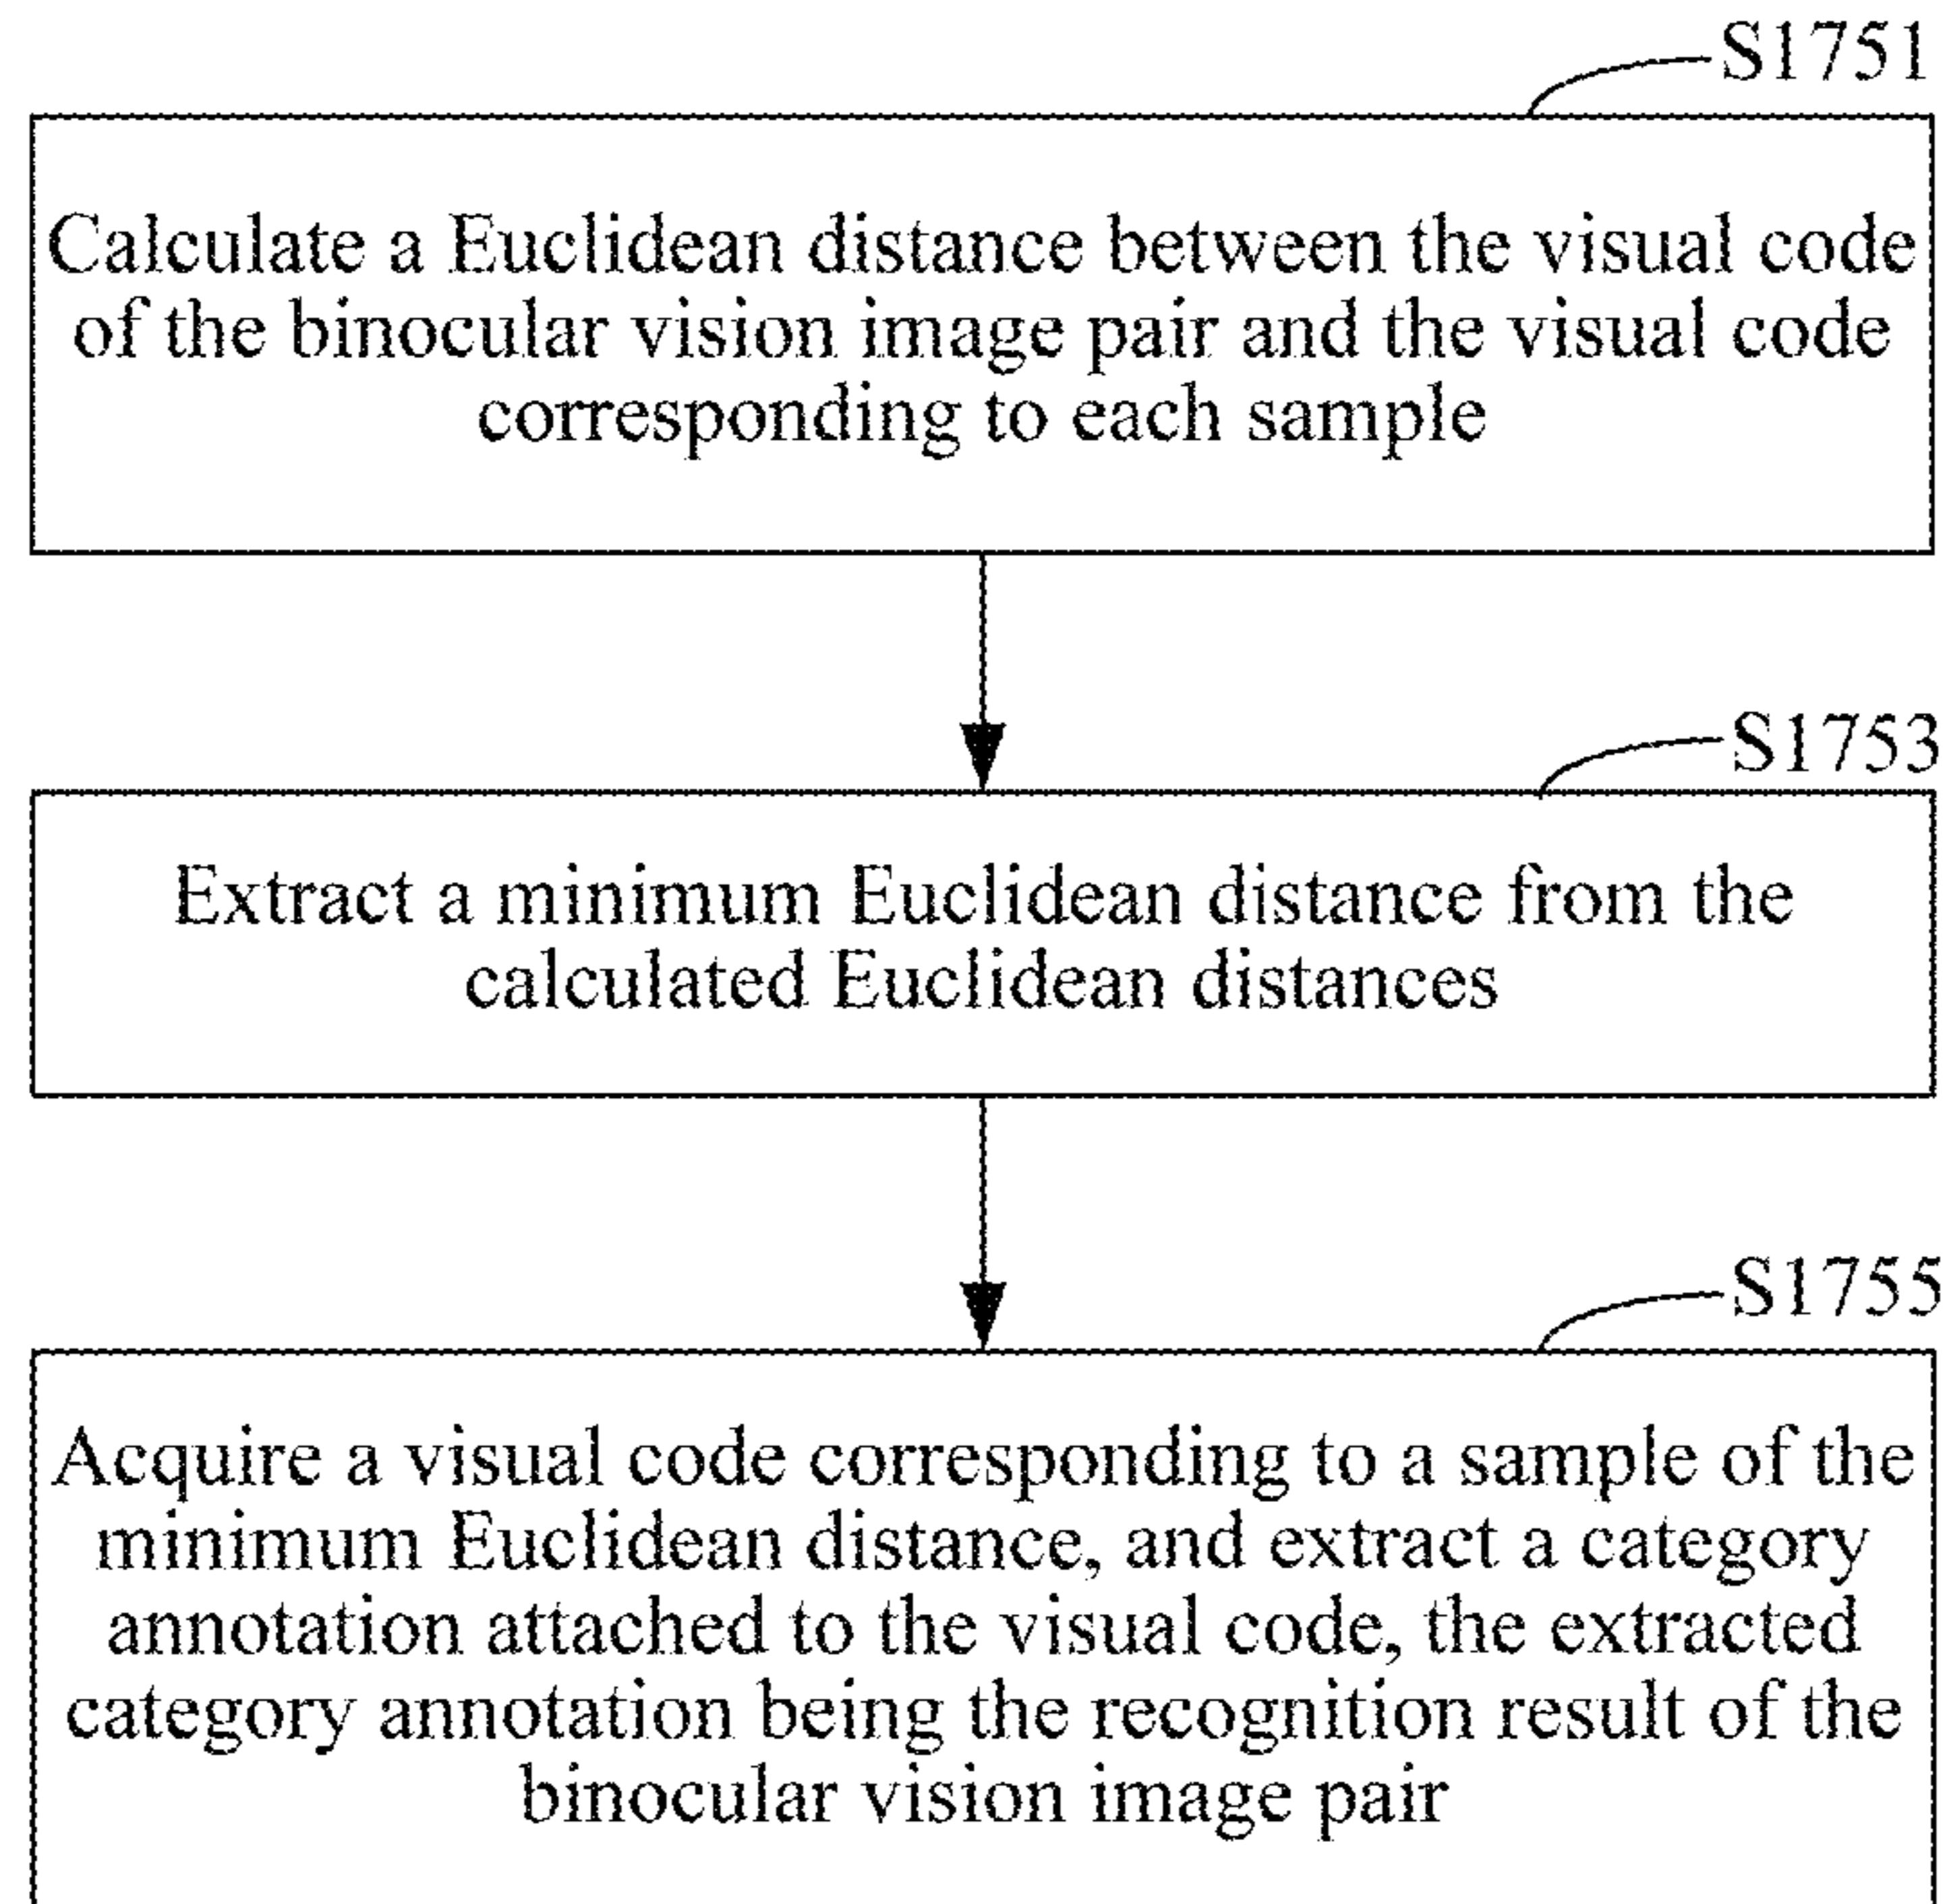 S1751
Calculate a Euclidean distance between the visual code
of the binocular vision image pair and the visual code
corresponding to each sample
S1753
Extract a minimum Euclidean distance from the
calculated Euclidean distances
S1755
Acquire a visual code corresponding to a sample of the
minimum Euclidean distance, and extract a category
annotation attached to the visual code, the extracted
category annotation being the recognition result of the
binocular vision image pair